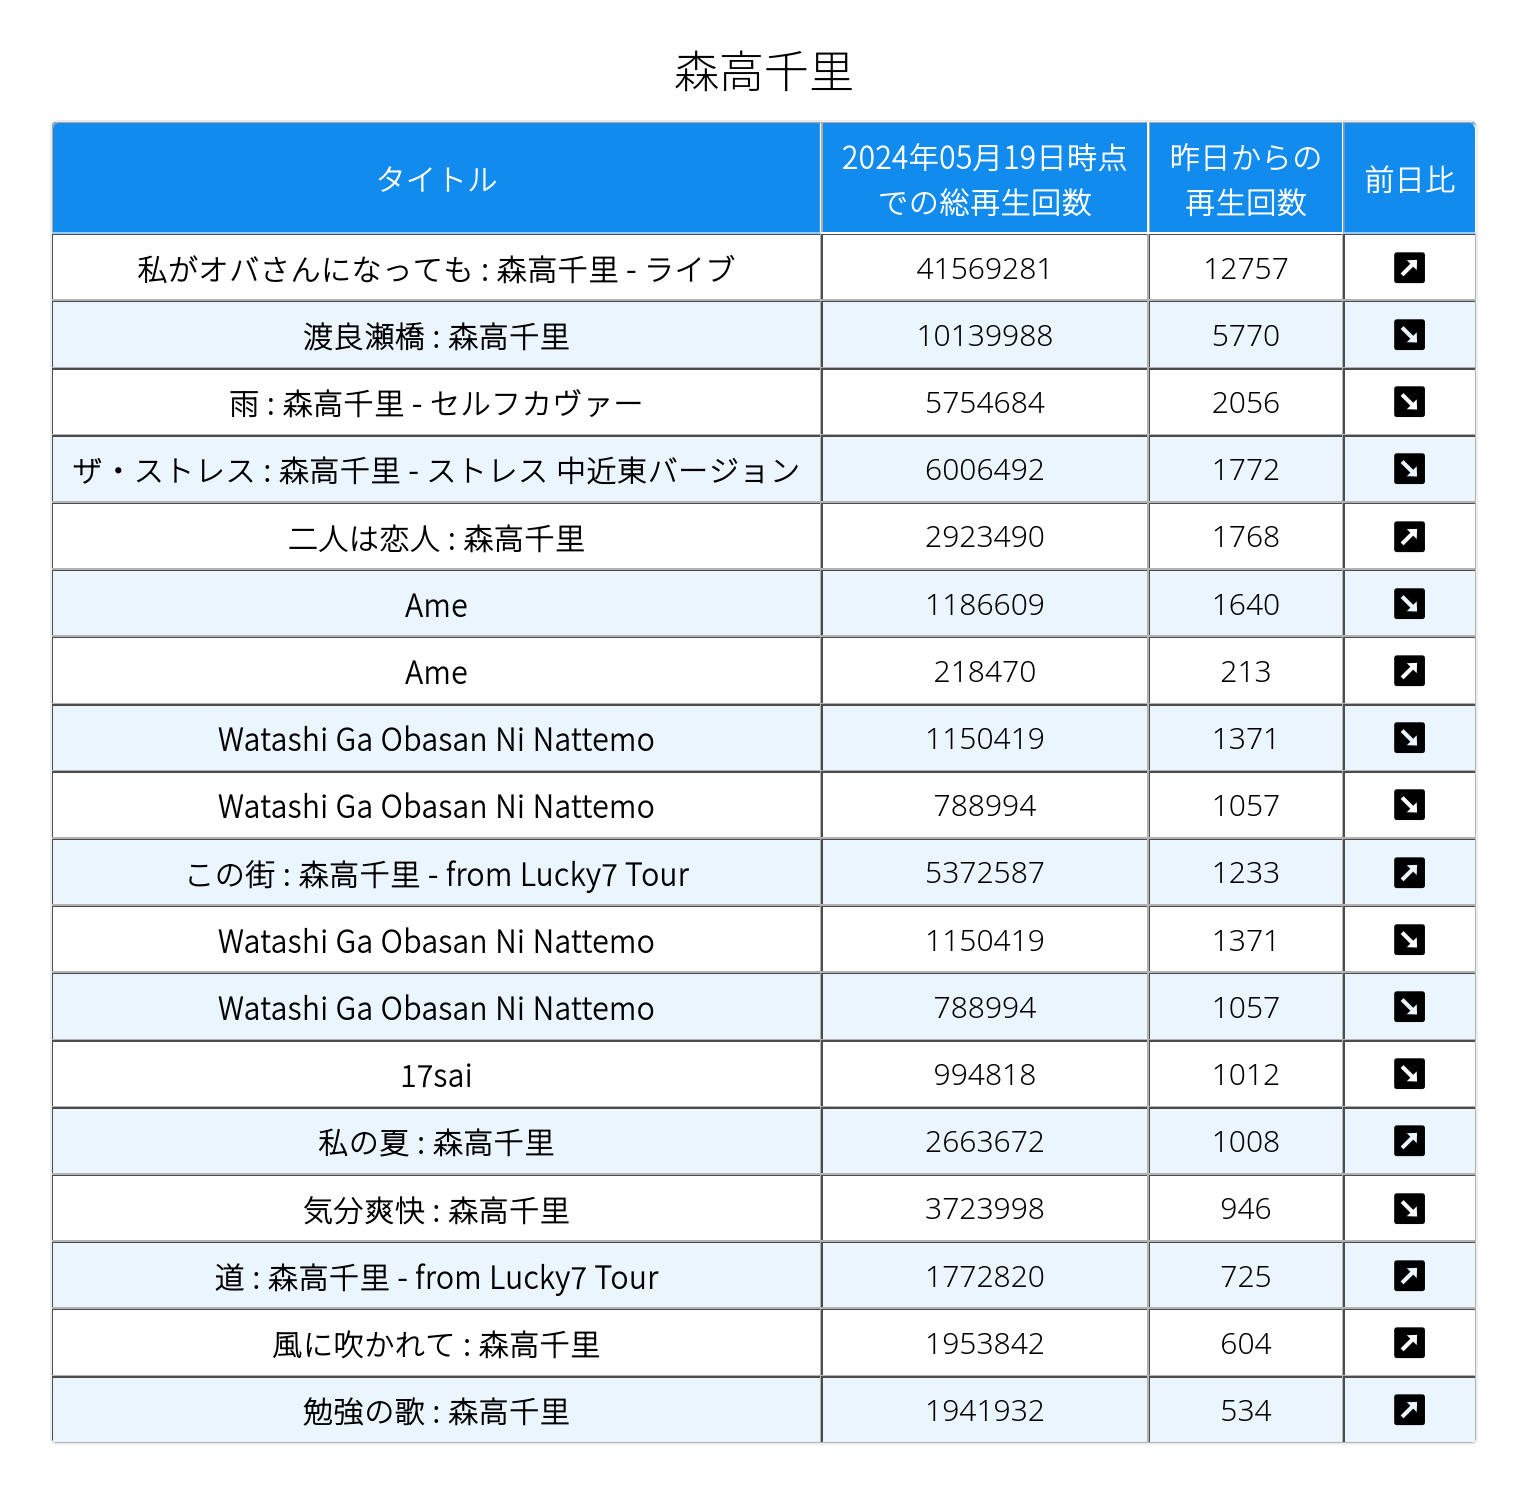 森高千里
タイトル 2024年05月19日時点 昨日からの 前日比
での総再生回数 再生回数
私がオバさんになっても : 森高千里 - ライブ 41569281 12757
渡良瀬橋 : 森高千里 10139988 5770
雨 : 森高千里 - セルフカヴァー 5754684 2056
ザ・ストレス : 森高千里 - ストレス 中近東バージョン 6006492 1772
二人は恋人 : 森高千里 2923490 1768
Ame 1186609 1640
Ame 218470 213
Watashi Ga Obasan Ni Nattemo 1150419 1371
Watashi Ga Obasan Ni Nattemo 788994 1057
この街 : 森高千里 - from Lucky7 Tour 5372587 1233
Watashi Ga Obasan Ni Nattemo 1150419 1371
Watashi Ga Obasan Ni Nattemo 788994 1057
17sai 994818 1012
私の夏 : 森高千里 2663672 1008
気分爽快 : 森高千里 3723998 946
道 : 森高千里 - from Lucky7 Tour 1772820 725
風に吹かれて : 森高千里 1953842 604
勉強の歌 : 森高千里 1941932 534